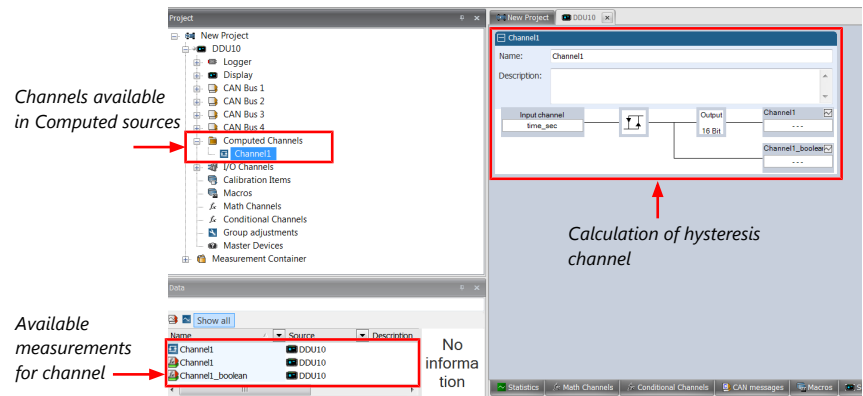 Project
New Project
DDU10
Logger
Display
CAN Bus 1
CAN Bus 2
CAN Bus 3
CAN Bus 4
Computed Channels
Channel1
I/O Channels
Calibration Items
Macros
Math Channels
Conditional Channels
Group adjustments
Master Devices
Measurement Container
Channels available
in Computed sources
New Project
DDU10
Channel1
Name:
Channel1
Description:
Input channel
time_sec
Output
16 Bit
Channel1
---
Channel1_boolean
---
Calculation of hysteresis
channel
Data
Show all
Name
Source
Description
Channel1 DDU10
Channel1 DDU10
Channel1_boolean DDU10
No
informa
tion
Available
measurements
for channel
Statistics
Math Channels
Conditional Channels
CAN messages
Macros